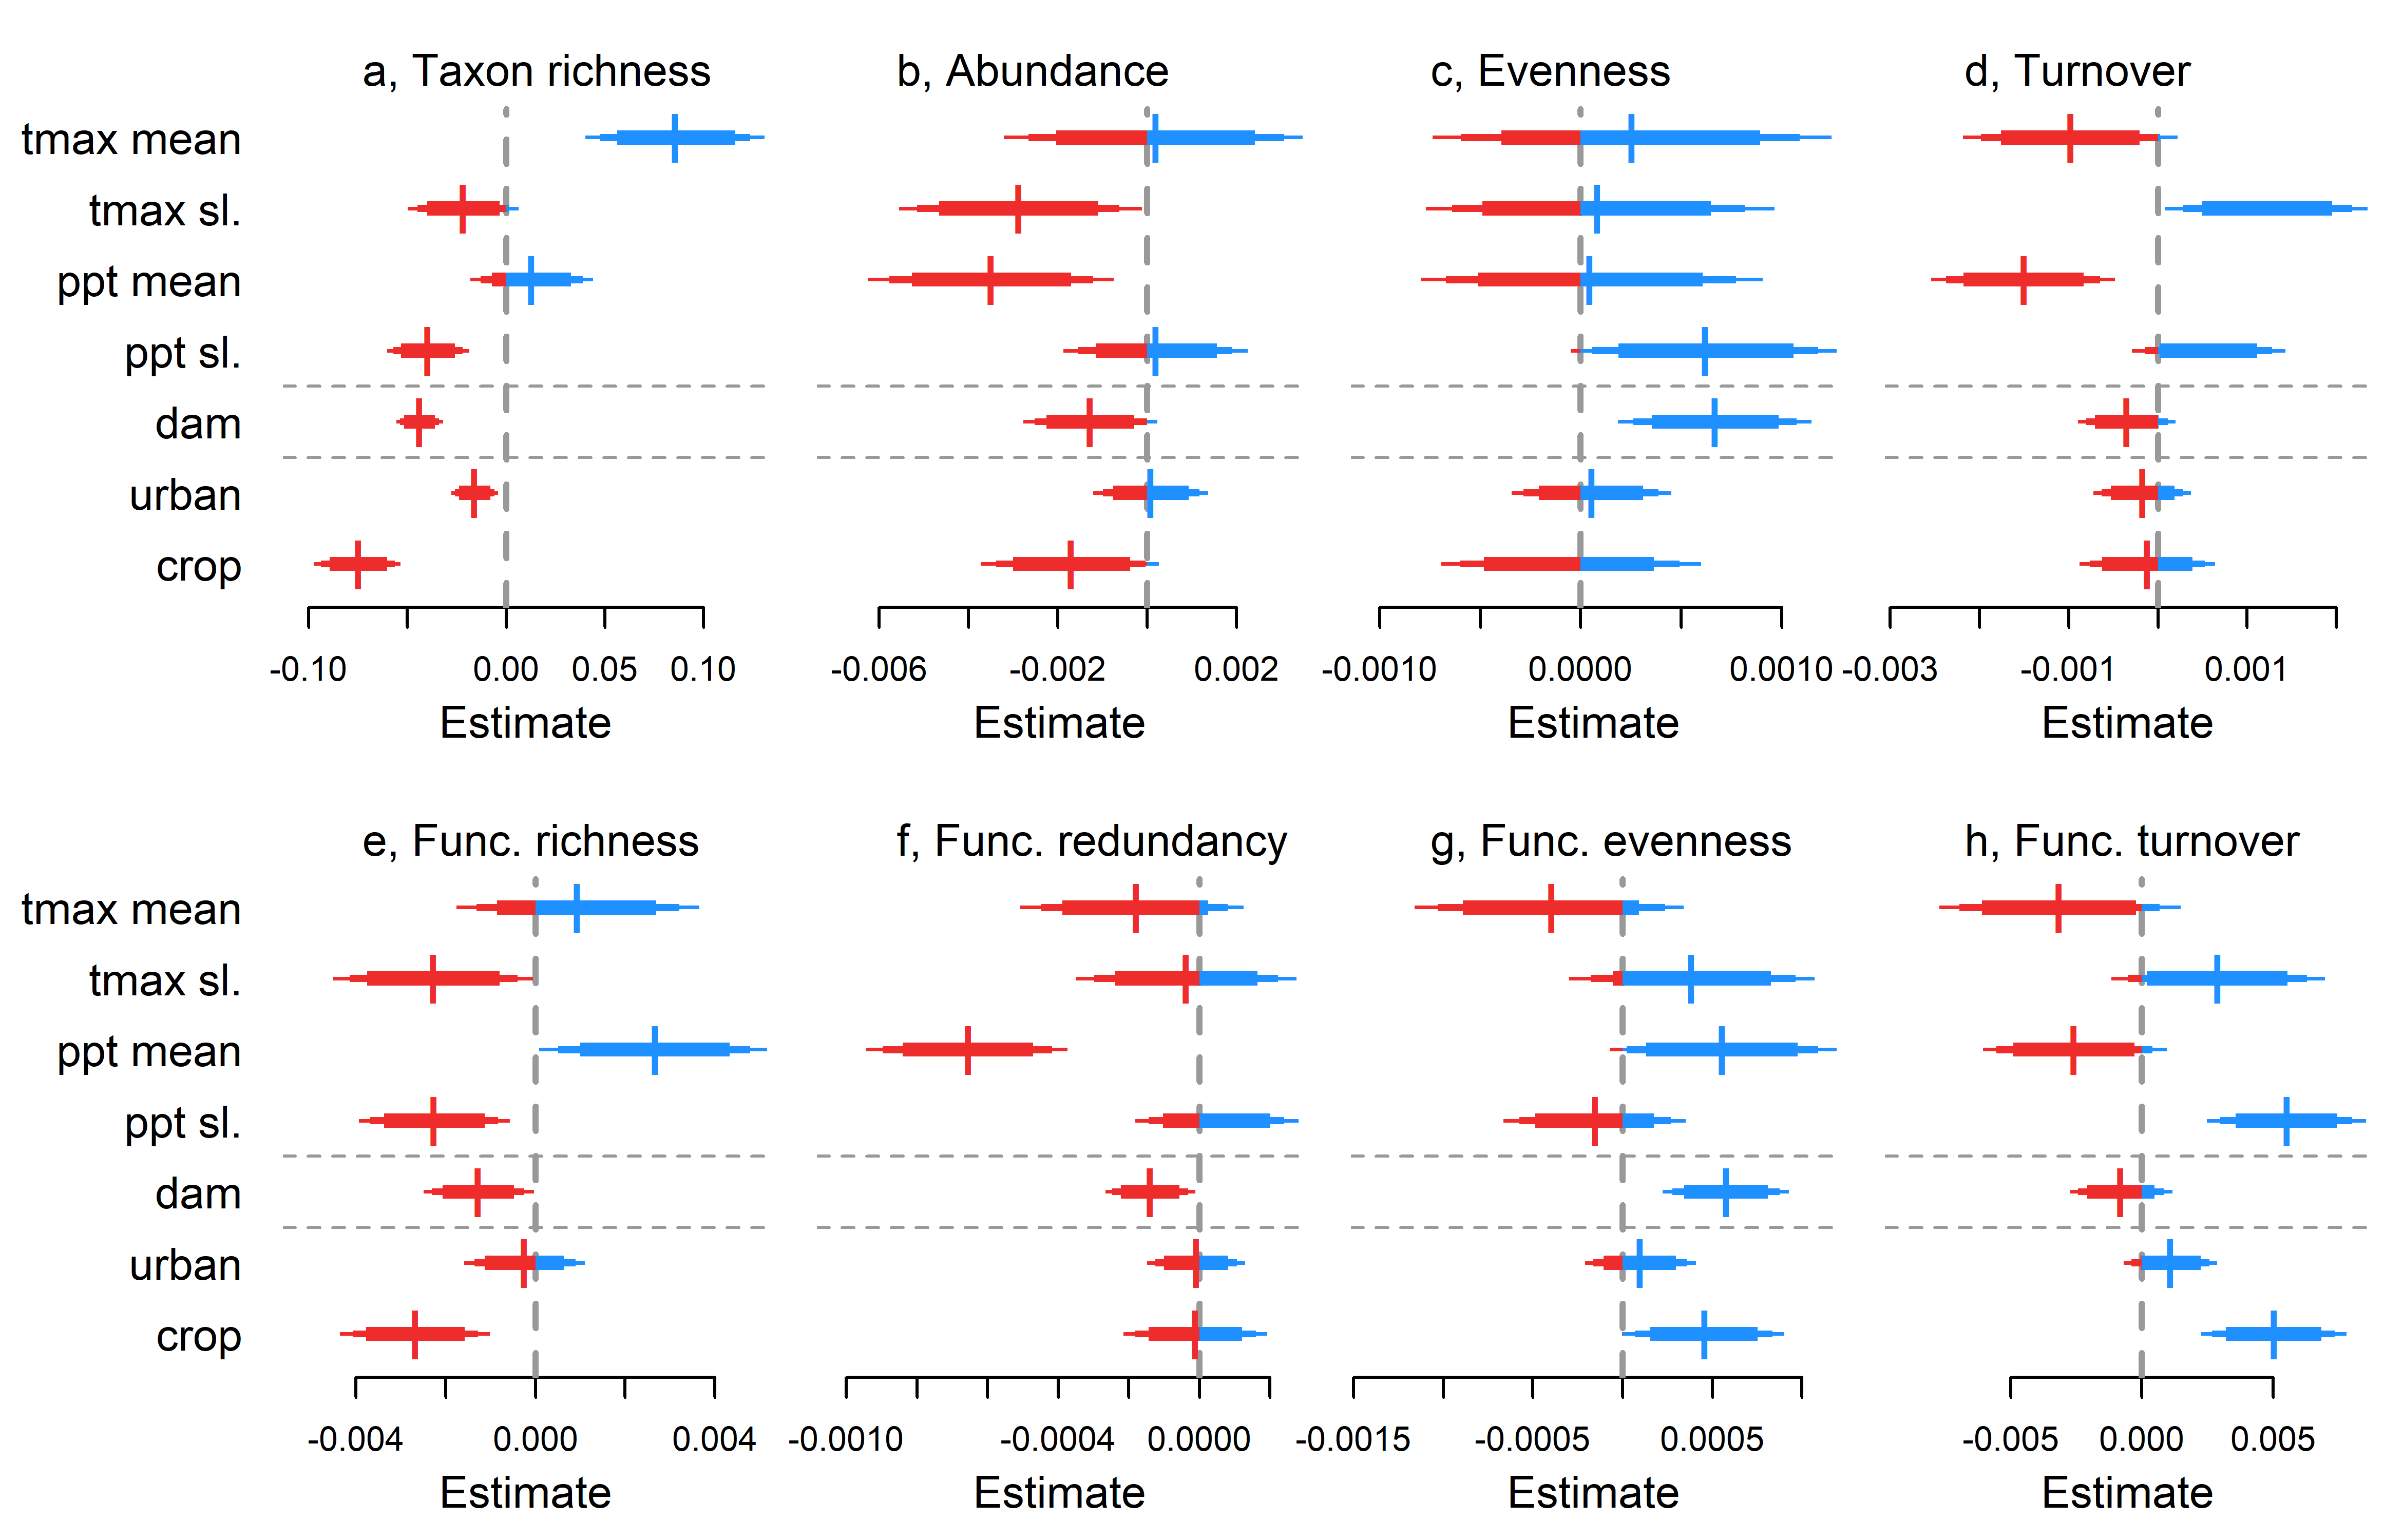 a, Taxon richness b, Abundance c, Evenness d, Turnover
tmax mean
tmax sl.
ppt mean
ppt sl.
dam
urban
crop
-0.10 0.00 0.05 0.10 -0.006 -0.002 0.002 -0.0010 0.0000 0.0010 -0.003 -0.001 0.001
Estimate Estimate Estimate Estimate
e, Func. richness f, Func. redundancy g, Func. evenness h, Func. turnover
tmax mean
tmax sl.
ppt mean
ppt sl.
dam
urban
crop
-0.004 0.000 0.004 -0.0010 -0.0004 0.0000 -0.0015 -0.0005 0.0005 -0.005 0.000 0.005
Estimate Estimate Estimate Estimate